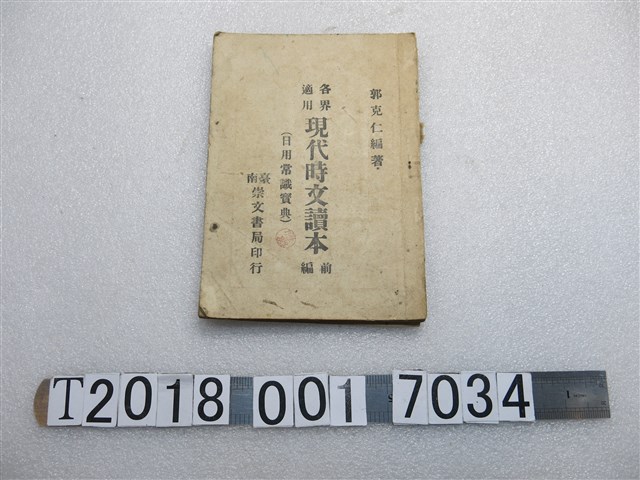 郭克仁編著
各界
適用
現代時文讀本
前編
(日用常識寶典)
臺南
崇文書局印行
T2018 001 7034
1